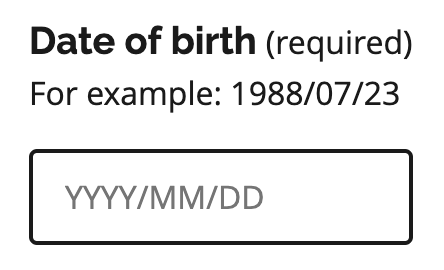 Date of birth (required)
For example: 1988/07/23
YYYY/MM/DD